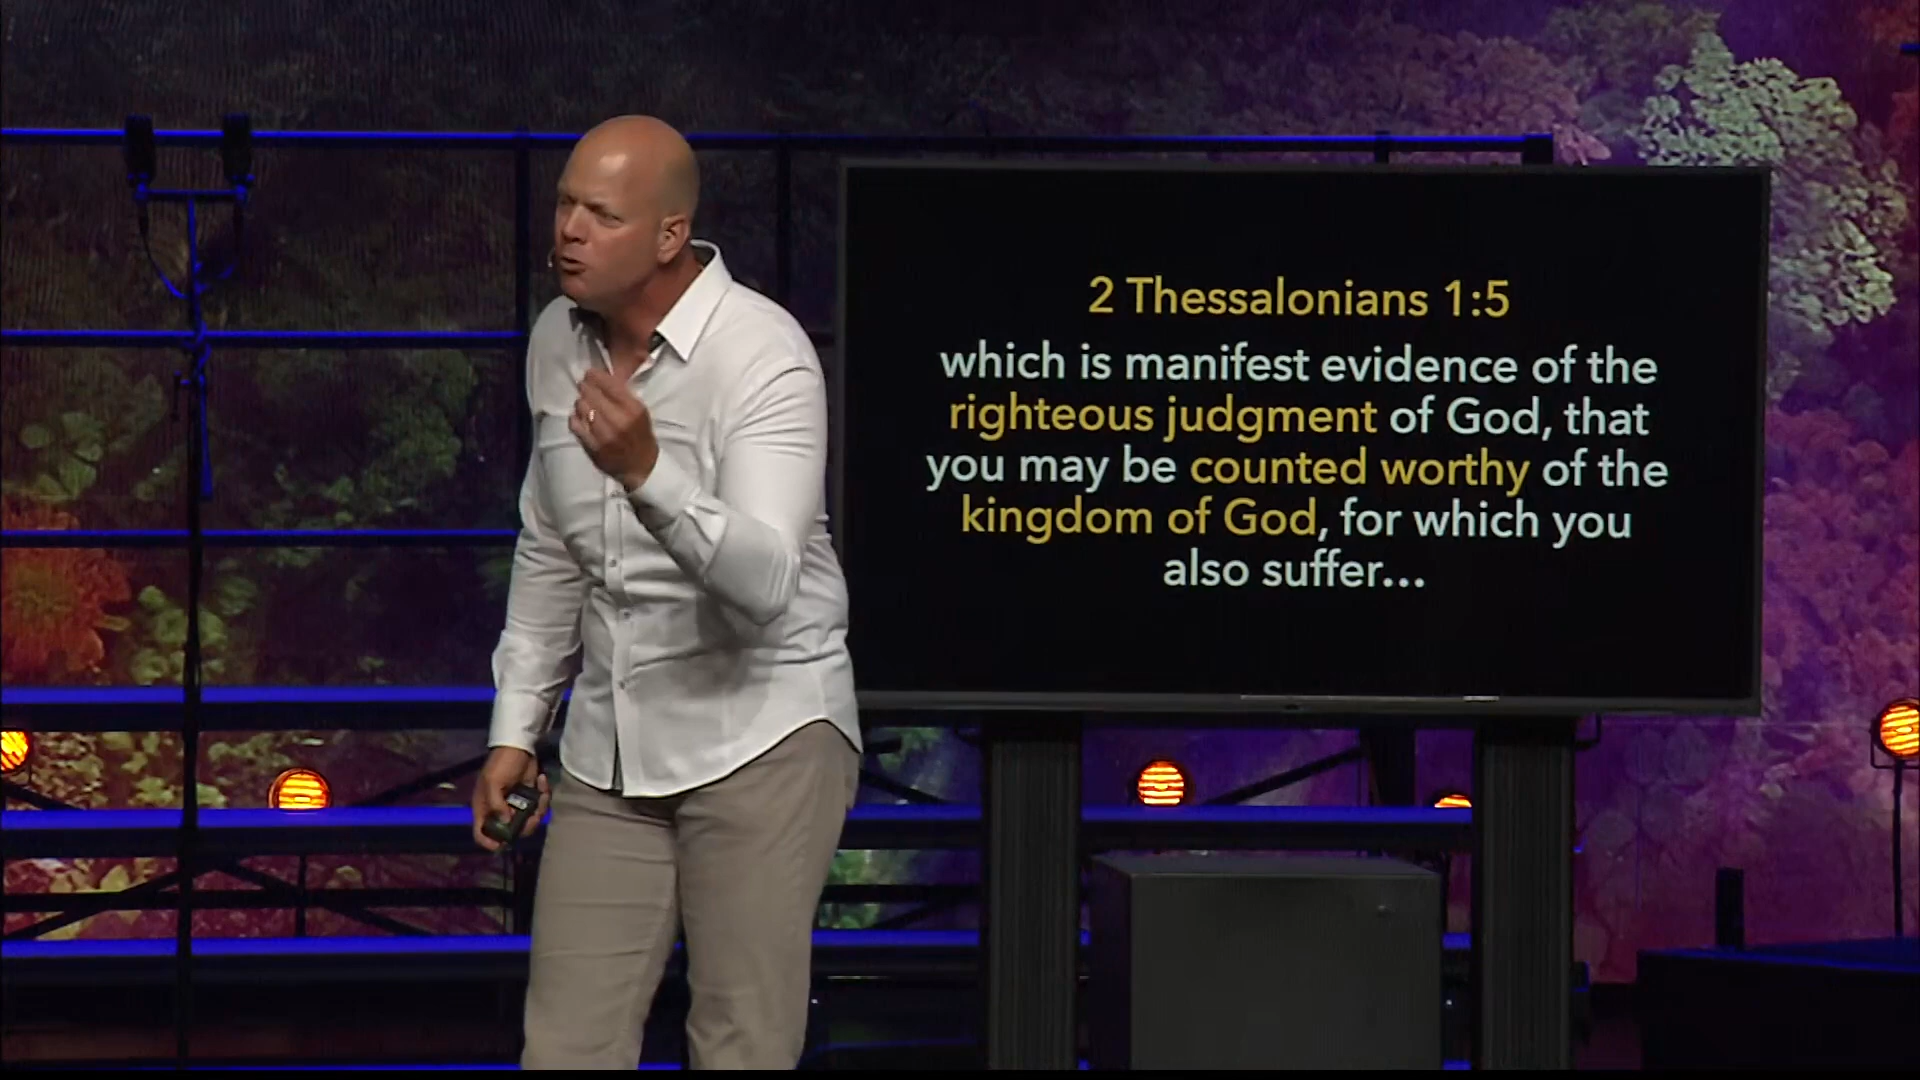 2 Thessalonians 1:5
which is manifest evidence of the
righteous judgment of God, that
you may be counted worthy of the
kingdom of God, for which you
also suffer...